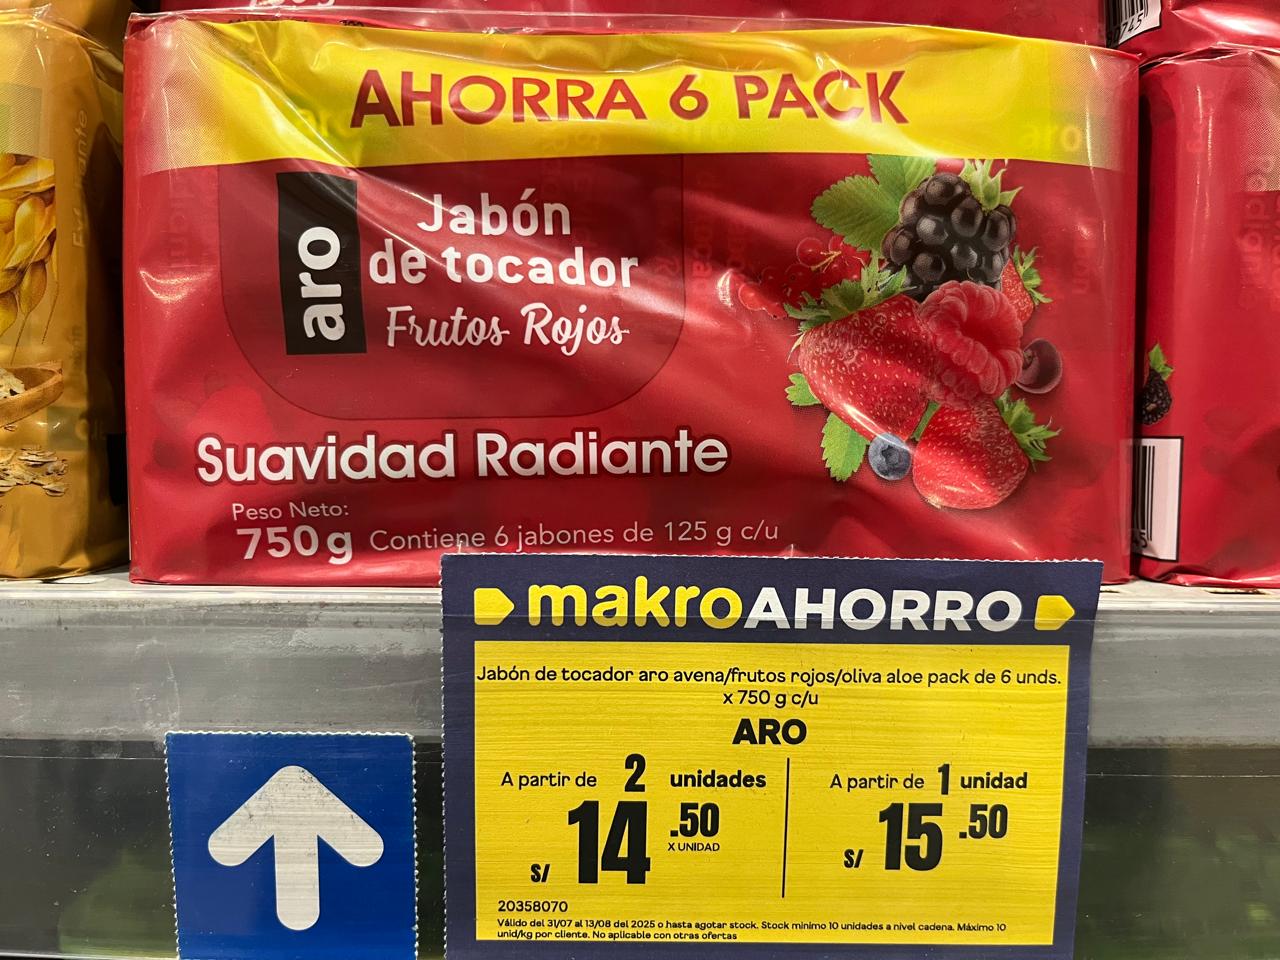 AHORRA 6 PACK
aro
Jabón
de tocador
Frutos Rojos
Suavidad Radiante
Peso Neto:
750 g Contiene 6 jabones de 125 g c/u
makroAHORRO
Jabón de tocador aro avena/frutos rojos/oliva aloe pack de 6 unds.
x 750 g c/u
ARO
A partir de 2 unidades
S/ 14.50
X UNIDAD
A partir de 1 unidad
S/ 15.50
20358070
Válido del 31/07 al 13/08 del 2025 o hasta agotar stock. Stock mínimo 10 unidades a nivel cadena. Máximo 10
unid/kg por cliente. No aplicable con otras ofertas